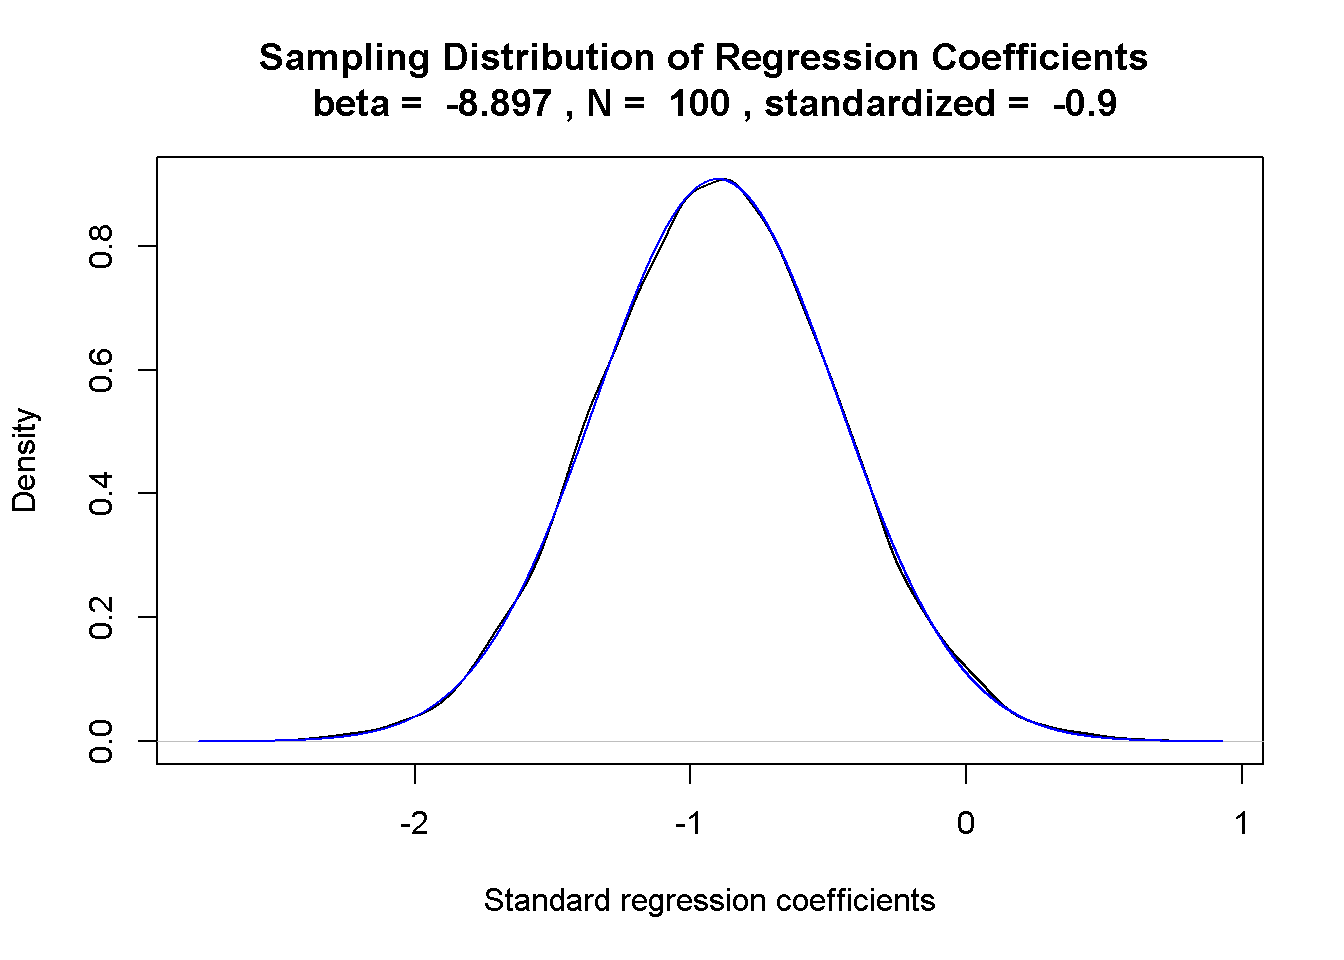 Sampling Distribution of Regression Coefficients
beta =  -8.897 , N =  100 , standardized =  -0.9
Density
0.8
0.6
0.4
0.2
0.0
-2
-1
0
1
Standard regression coefficients